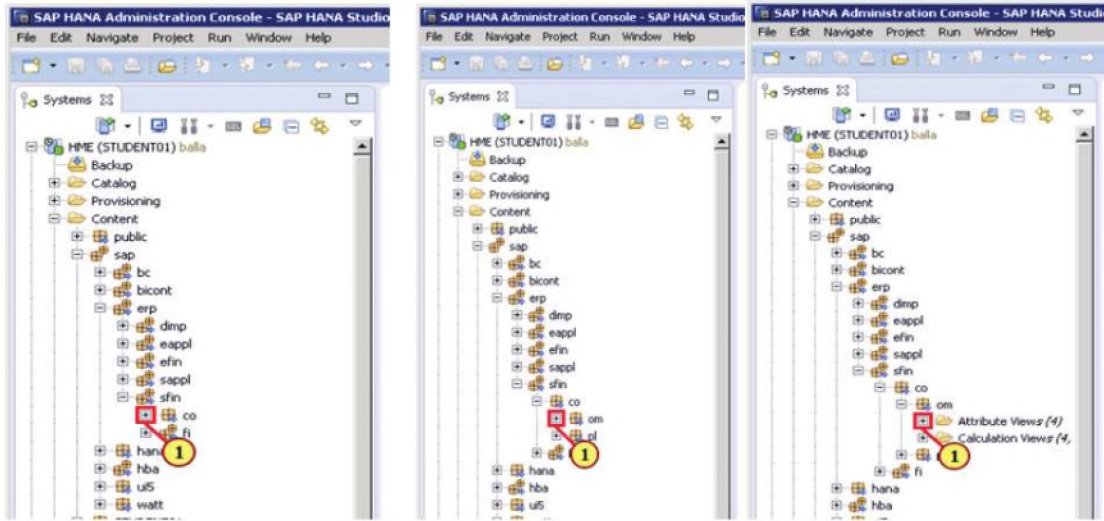 SAP HANA Administration Console - SAP HANA Studio
File Edit Navigate Project Run Window Help
Systems
HME (STUDENT01) balla
Backup
Catalog
Provisioning
Content
public
sap
bc
bicont
erp
dimp
eappl
efin
sappl
sfin
co
fi
1
hana
hba
ui5
watt
SAP HANA Administration Console - SAP HANA Studio
File Edit Navigate Project Run Window Help
Systems
HME (STUDENT01) balla
Backup
Catalog
Provisioning
Content
public
sap
bc
bicont
erp
dimp
eappl
efin
sappl
sfin
co
om
pl
1
hana
hba
ui5
SAP HANA Administration Console - SAP HANA Studio
File Edit Navigate Project Run Window Help
Systems
HME (STUDENT01) balla
Backup
Catalog
Provisioning
Content
public
sap
bc
bicont
erp
dimp
eappl
efin
sappl
sfin
co
om
Attribute Views (4)
Calculation Views (4,
1
fi
hana
hba